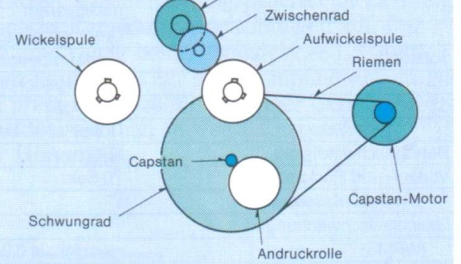 Zwischenrad
Wickelspule
Aufwickelspule
Riemen
Capstan
Capstan-Motor
Schwungrad
Andruckrolle